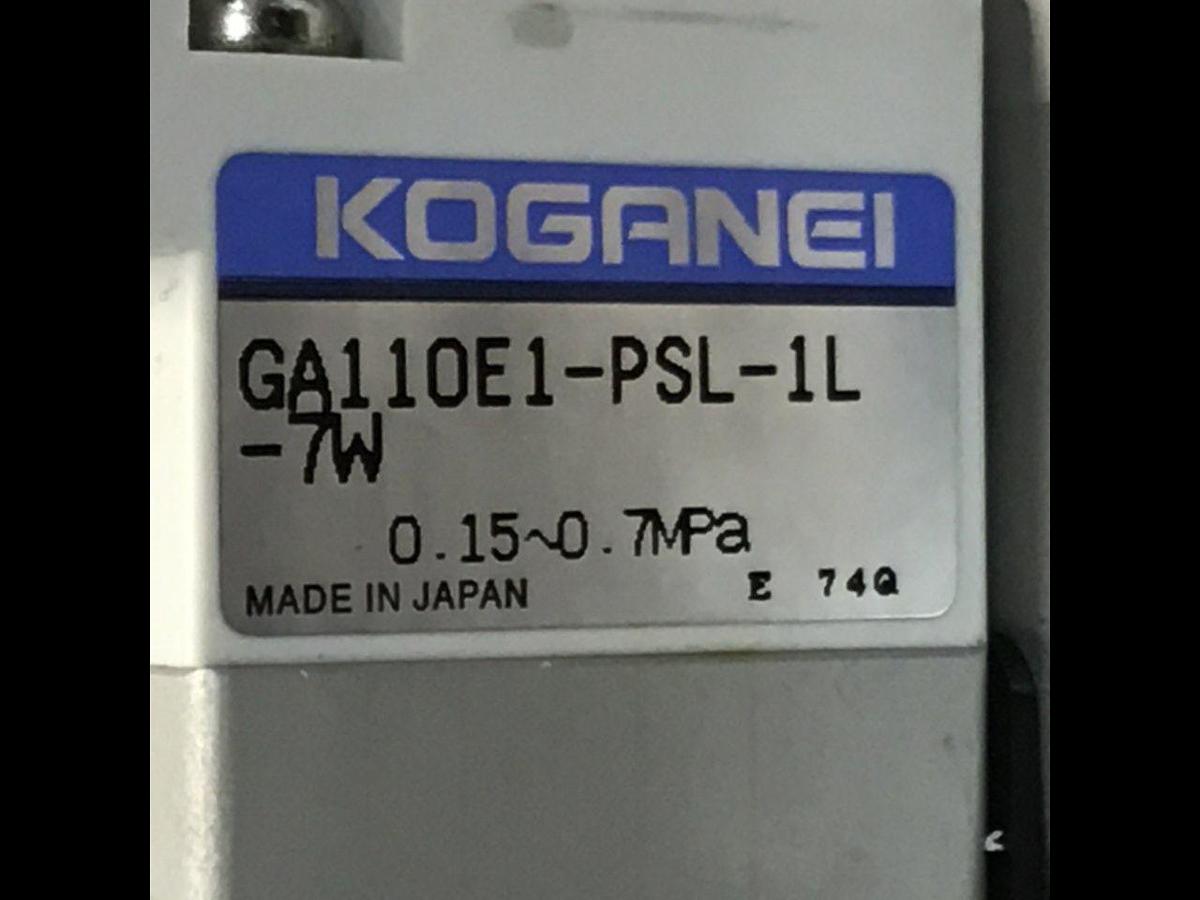 KOGANEI
GA110E1-PSL-1L
-7W
0.15~0.7MPa
MADE IN JAPAN E 74Q